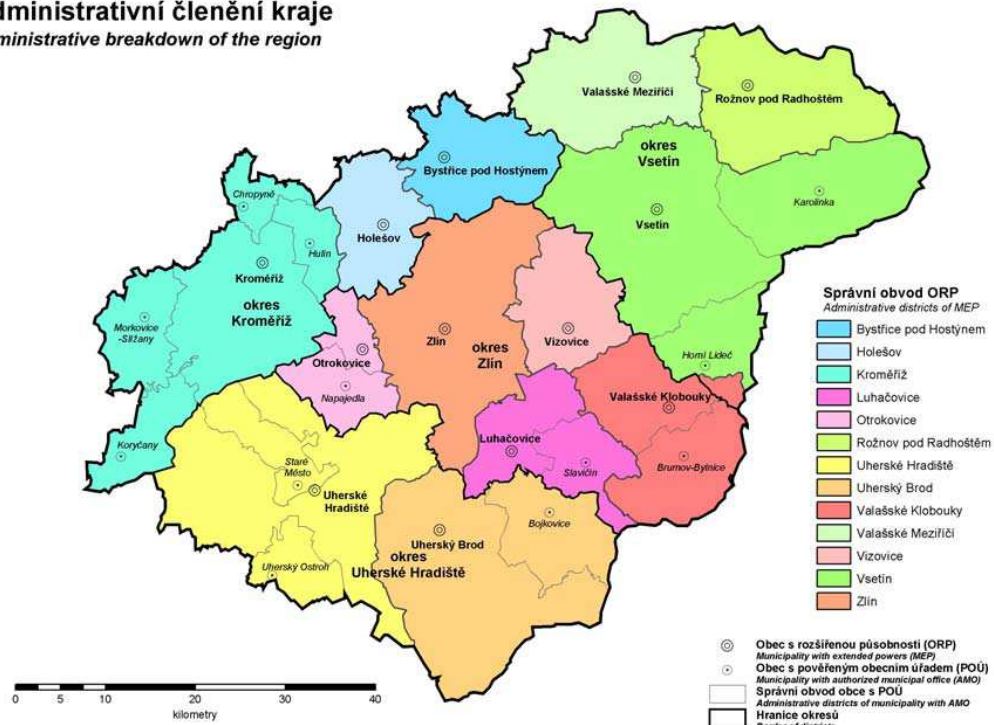 dministrativní členění kraje
ministrative breakdown of the region
Valašské Meziříčí
Rožnov pod Radhoštěm
okres
Vsetín
Bystřice pod Hostýnem
Chropyně
Karolinka
Holešov
Vsetín
Hulín
Kroměříž
okres
Kroměříž
Morkovice
-Slížany
Zlín
okres
Zlín
Vizovice
Otrokovice
Horní Lideč
Napajedla
Valašské Klobouky
Luhačovice
Koryčany
Staré
Město
Slavičín
Brumov-Bylnice
Uherské
Hradiště
Bojkovice
Uherský Brod
okres
Uherské Hradiště
Uherský Ostroh
Správní obvod ORP
Administrative districts of MEP
Bystřice pod Hostýnem
Holešov
Kroměříž
Luhačovice
Otrokovice
Rožnov pod Radhoštěm
Uherské Hradiště
Uherský Brod
Valašské Klobouky
Valašské Meziříčí
Vizovice
Vsetín
Zlín
Obec s rozšířenou působností (ORP)
Municipality with extended powers (MEP)
Obec s pověřeným obecním úřadem (POÚ)
Municipality with authorized municipal office (AMO)
Správní obvod obce s POÚ
Administrative districts of municipality with AMO
Hranice okresů
0 5 10 20 30 40
kilometry